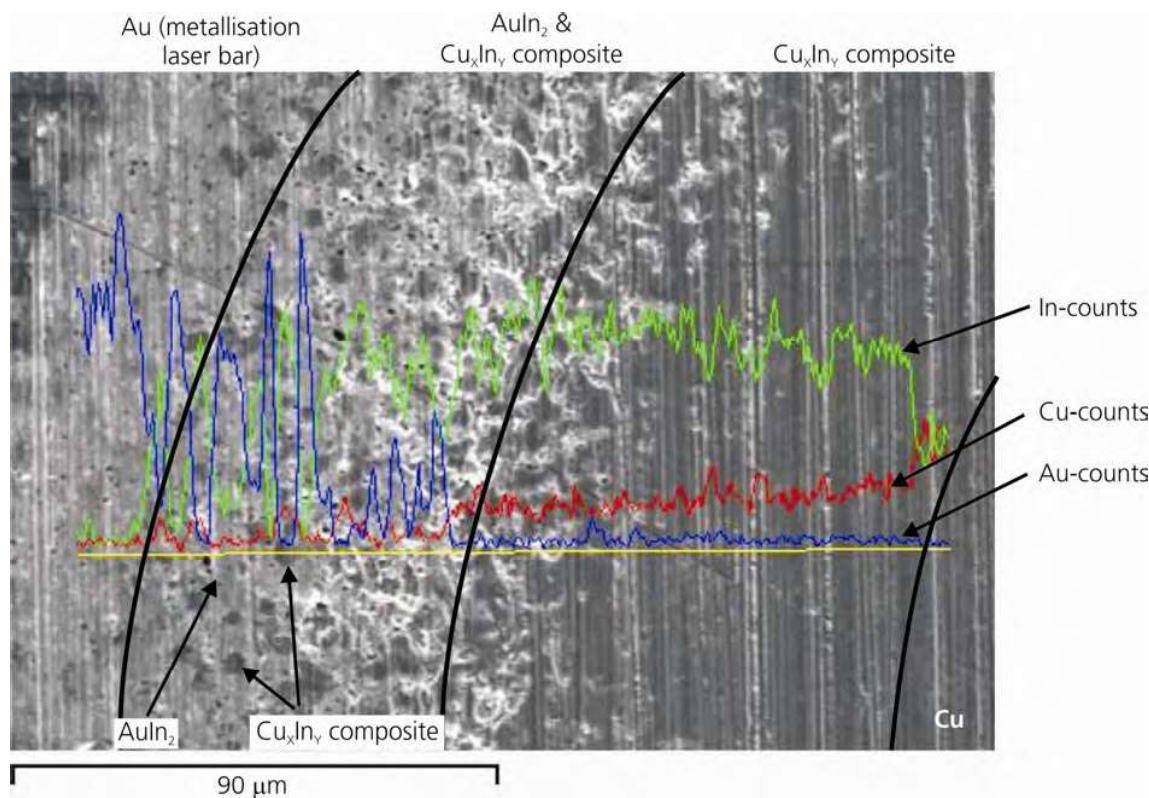 Au (metallisation
laser bar)
AuIn₂ &
CuₓInᵧ composite
CuₓInᵧ composite
In-counts
Cu-counts
Au-counts
AuIn₂
CuₓInᵧ composite
Cu
90 µm